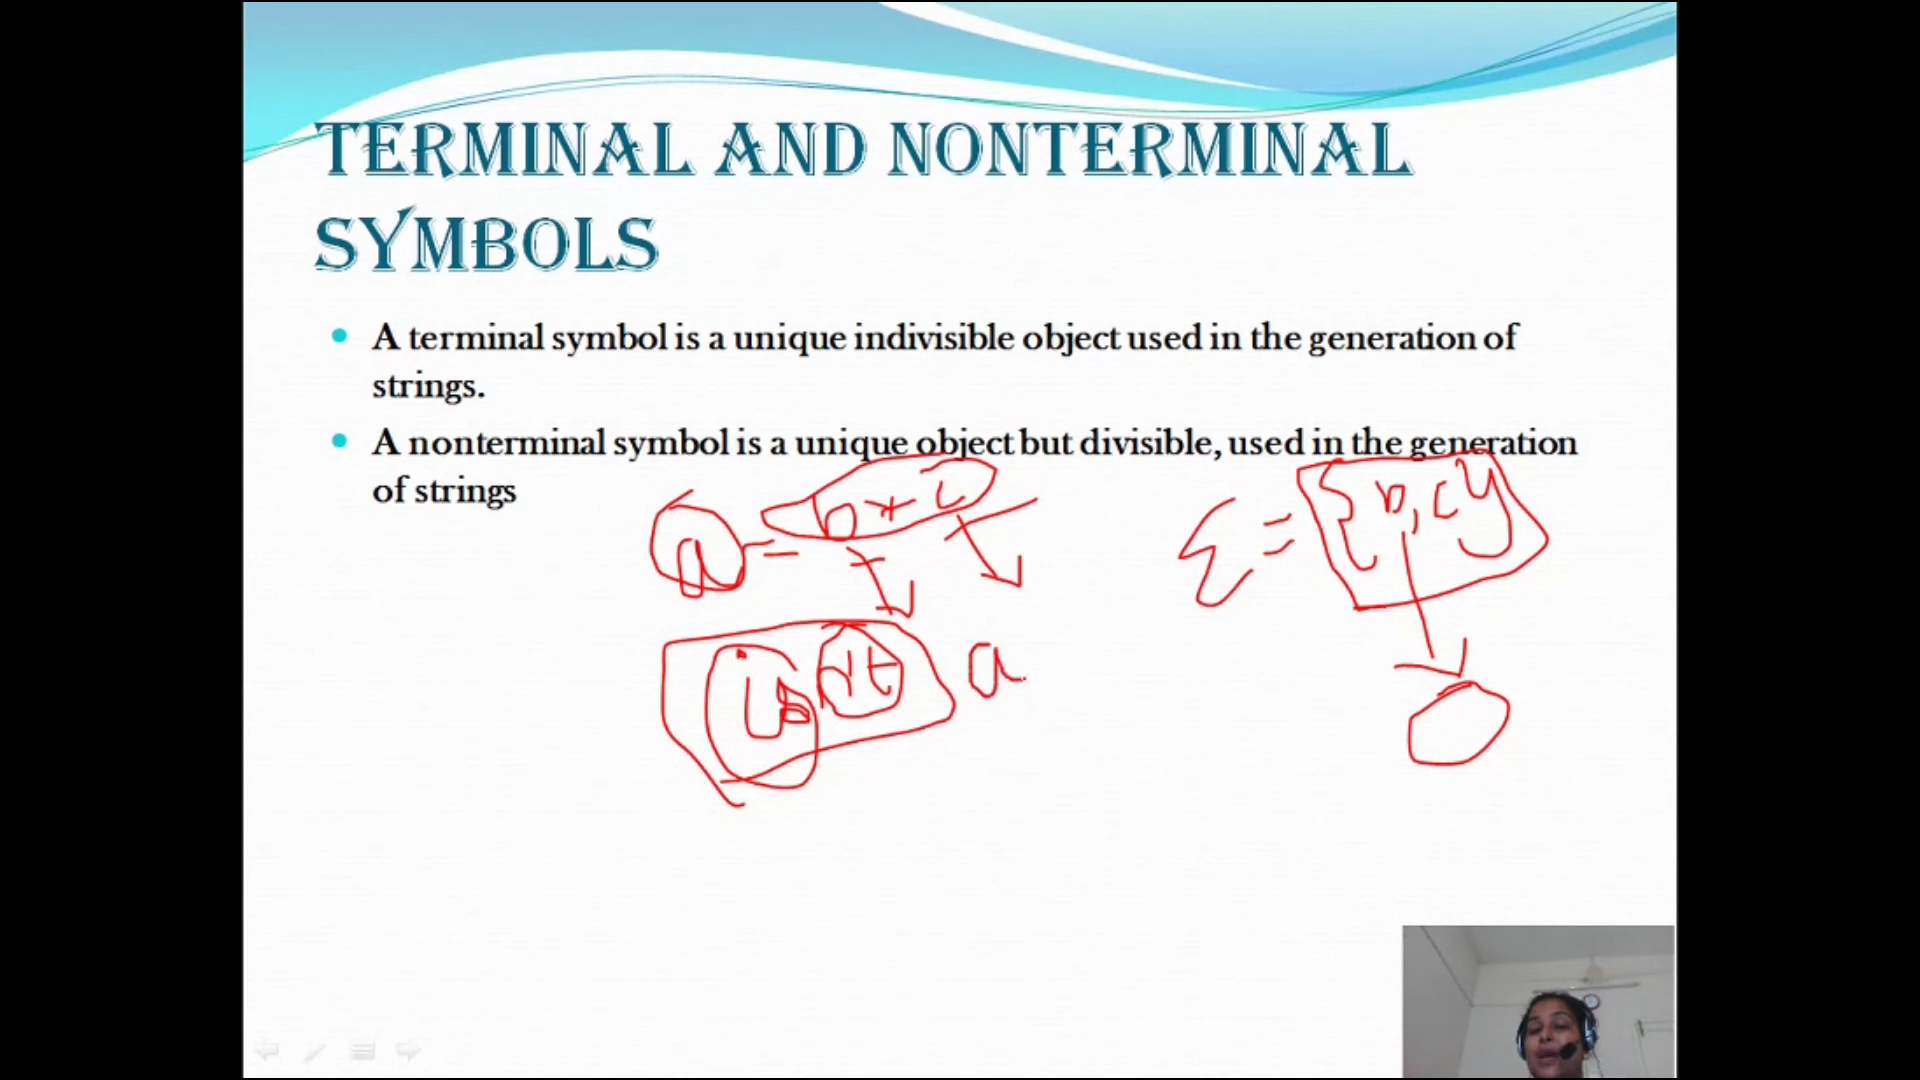 TERMINAL AND NONTERMINAL
SYMBOLS
A terminal symbol is a unique indivisible object used in the generation of
strings.
A nonterminal symbol is a unique object but divisible, used in the generation
of strings
a = b + c
Σ = {b, c}
a